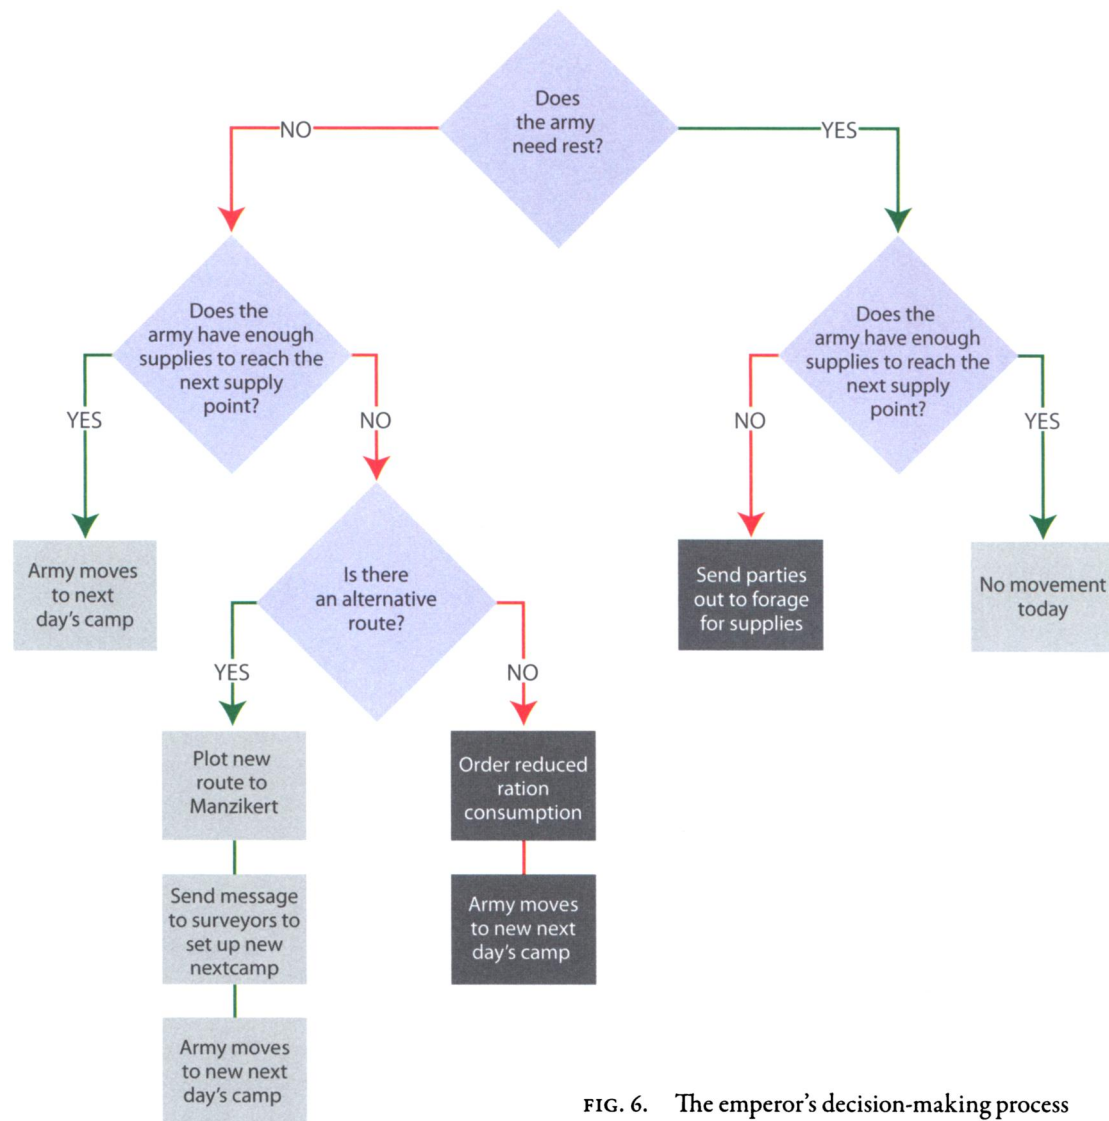 Does
the army
need rest?
NO
YES
Does the
army have enough
supplies to reach the
next supply
point?
YES
NO
Does the
army have enough
supplies to reach the
next supply
point?
NO
YES
Army moves
to next
day's camp
Is there
an alternative
route?
YES
NO
Send parties
out to forage
for supplies
No movement
today
Plot new
route to
Manzikert
Order reduced
ration
consumption
Send message
to surveyors to
set up new
nextcamp
Army moves
to new next
day's camp
Army moves
to new next
day's camp
FIG. 6. The emperor's decision-making process